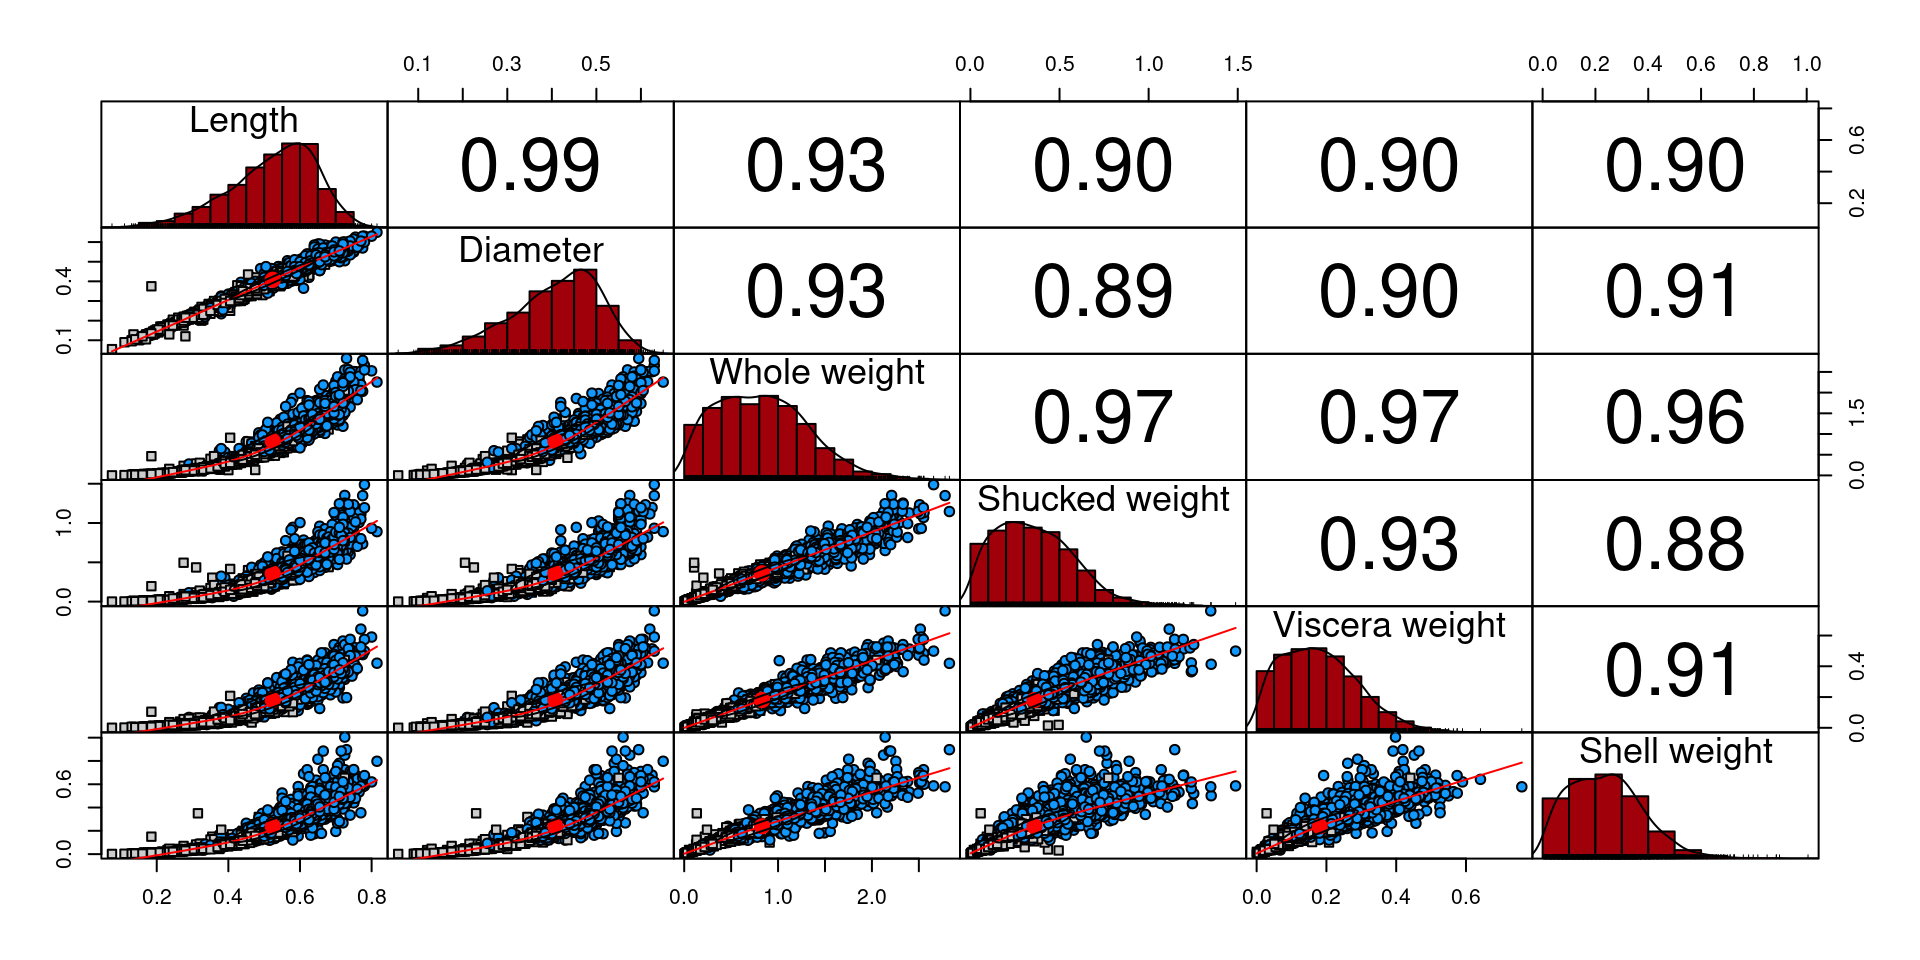 0.1 0.3 0.5 0.0 0.5 1.0 1.5 0.0 0.2 0.4 0.6 0.8 1.0
Length 0.99 0.93 0.90 0.90 0.90 0.2 0.6
0.1 0.4 Diameter 0.93 0.89 0.90 0.91
Whole weight 0.97 0.97 0.96 0.0 1.5
0.0 1.0 Shucked weight 0.93 0.88
Viscera weight 0.91 0.0 0.4
0.0 0.6 Shell weight
0.2 0.4 0.6 0.8 0.0 1.0 2.0 0.0 0.2 0.4 0.6